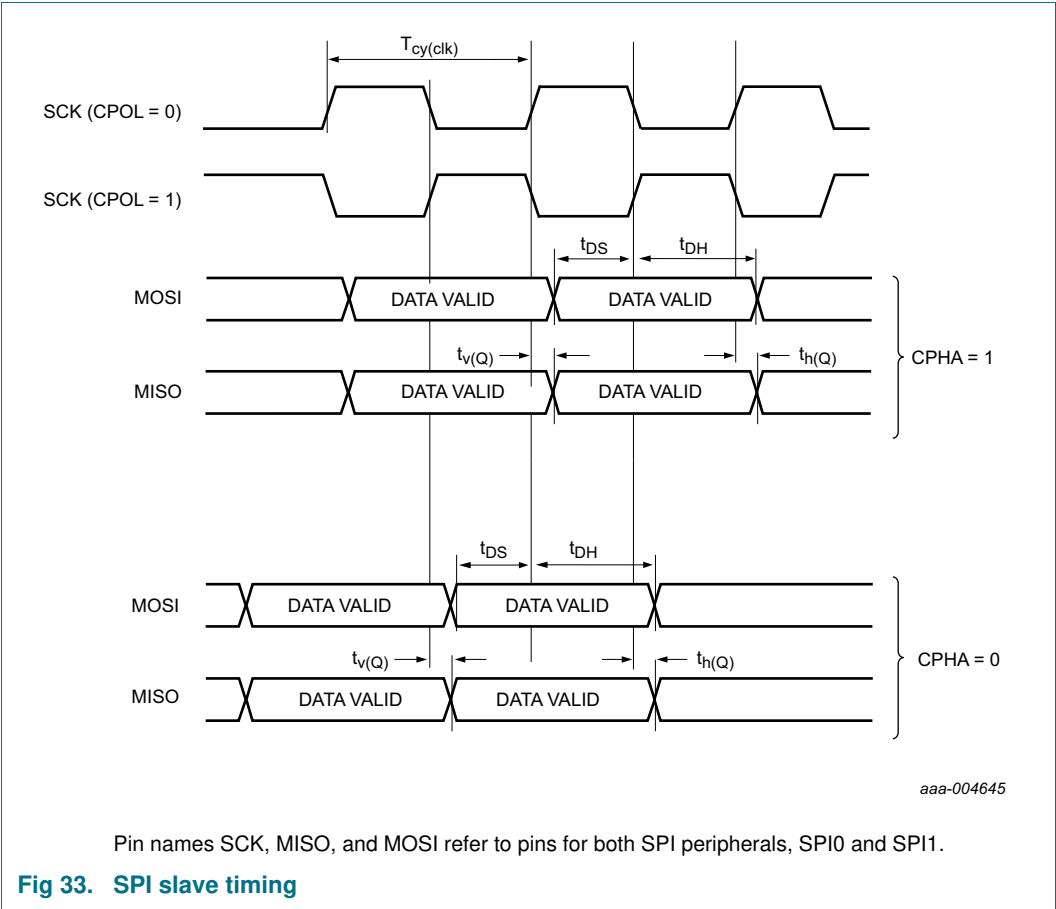 Tcy(clk)
SCK (CPOL = 0)
SCK (CPOL = 1)
tDS tDH
MOSI DATA VALID DATA VALID
tv(Q) th(Q)
CPHA = 1
MISO DATA VALID DATA VALID
tDS tDH
MOSI DATA VALID DATA VALID
tv(Q) th(Q)
CPHA = 0
MISO DATA VALID DATA VALID
aaa-004645
Pin names SCK, MISO, and MOSI refer to pins for both SPI peripherals, SPI0 and SPI1.
Fig 33. SPI slave timing